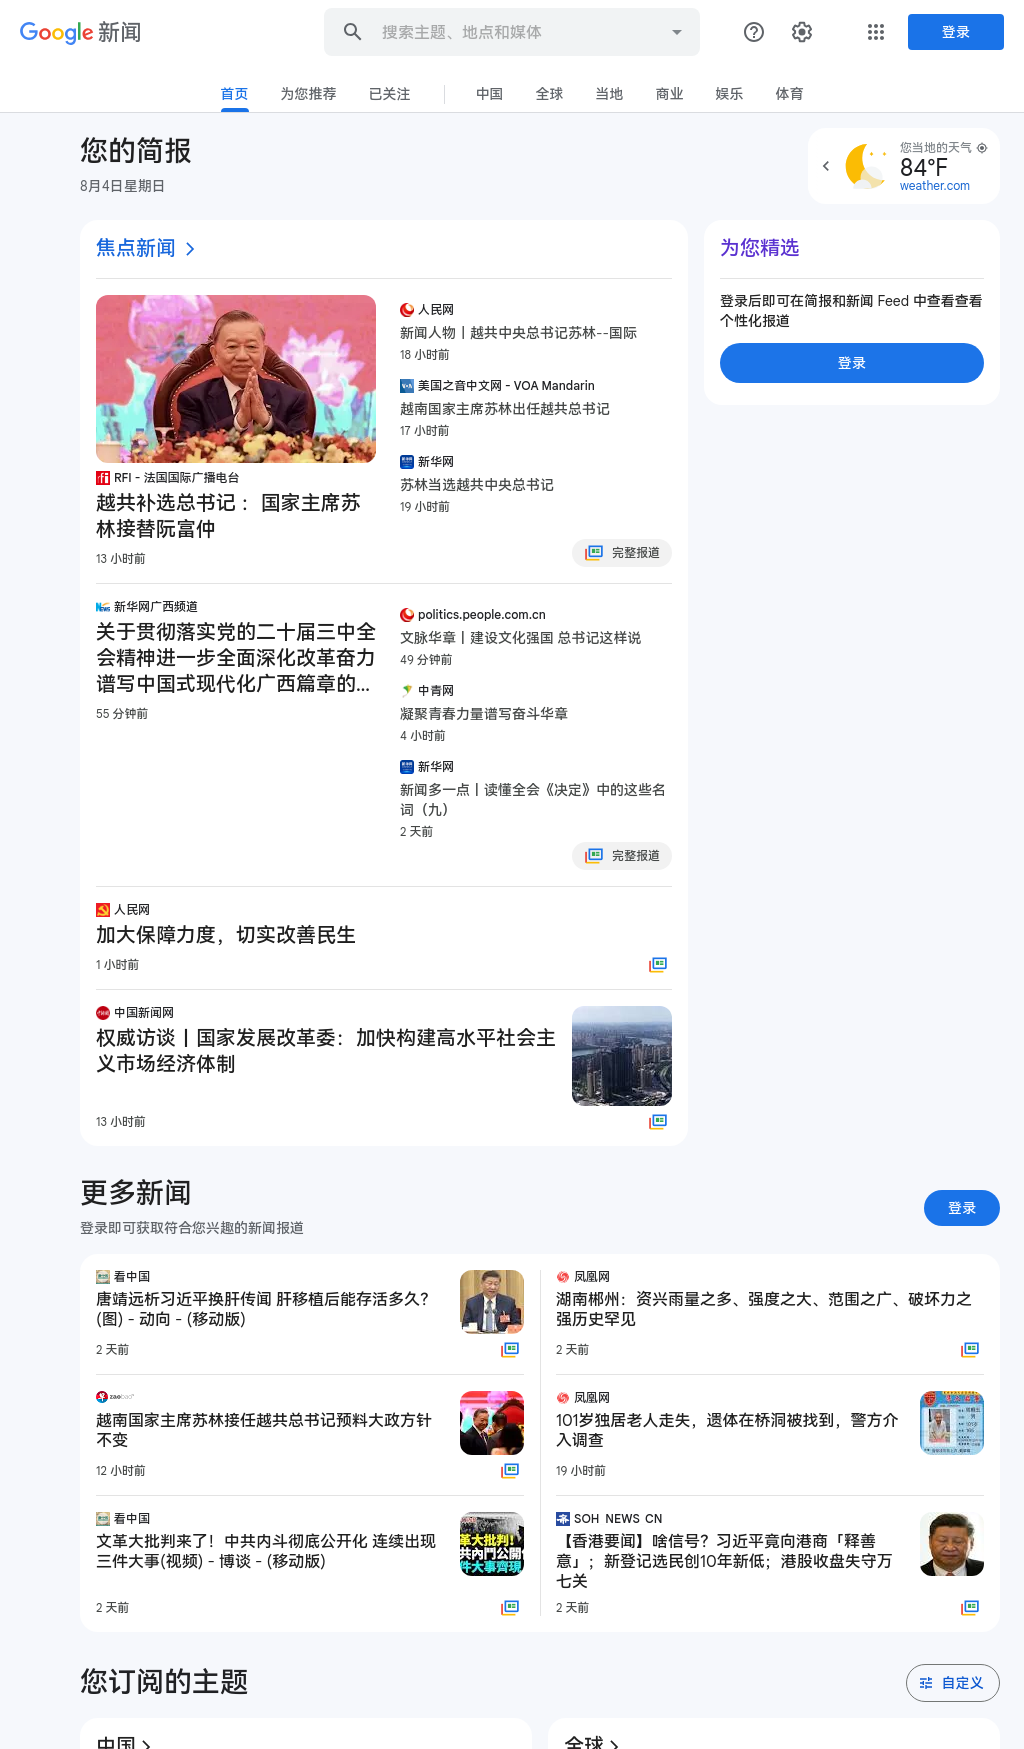 Google 新闻
搜索主题、地点和媒体
登录
首页 为您推荐 已关注 中国 全球 当地 商业 娱乐 体育
您的简报
8月4日星期日
您当地的天气
84°F
weather.com
焦点新闻
为您精选
登录后即可在简报和新闻 Feed 中查看查看
个性化报道
登录
RFI - 法国国际广播电台
越共补选总书记 ：国家主席苏
林接替阮富仲
13 小时前
人民网
新闻人物丨越共中央总书记苏林--国际
18 小时前
美国之音中文网 - VOA Mandarin
越南国家主席苏林出任越共总书记
17 小时前
新华网
苏林当选越共中央总书记
19 小时前
完整报道
新华网广西频道
关于贯彻落实党的二十届三中全
会精神进一步全面深化改革奋力
谱写中国式现代化广西篇章的...
55 分钟前
politics.people.com.cn
文脉华章丨建设文化强国 总书记这样说
49 分钟前
中青网
凝聚青春力量谱写奋斗华章
4 小时前
新华网
新闻多一点丨读懂全会《决定》中的这些名
词（九）
2 天前
完整报道
人民网
加大保障力度，切实改善民生
1 小时前
中国新闻网
权威访谈丨国家发展改革委：加快构建高水平社会主
义市场经济体制
13 小时前
更多新闻
登录即可获取符合您兴趣的新闻报道
登录
看中国
唐靖远析习近平换肝传闻 肝移植后能存活多久？
(图) - 动向 - (移动版)
2 天前
zaobao
越南国家主席苏林接任越共总书记预料大政方针
不变
12 小时前
看中国
文革大批判来了！中共内斗彻底公开化 连续出现
三件大事(视频) - 博谈 - (移动版)
革大批判!
共內鬥公開
件大事齊現
2 天前
凤凰网
湖南郴州：资兴雨量之多、强度之大、范围之广、破坏力之
强历史罕见
2 天前
凤凰网
101岁独居老人走失，遗体在桥洞被找到，警方介
入调查
19 小时前
SOH_NEWS_CN
【香港要闻】啥信号？习近平竟向港商「释善
意」；新登记选民创10年新低；港股收盘失守万
七关
2 天前
您订阅的主题
自定义
中国
全球